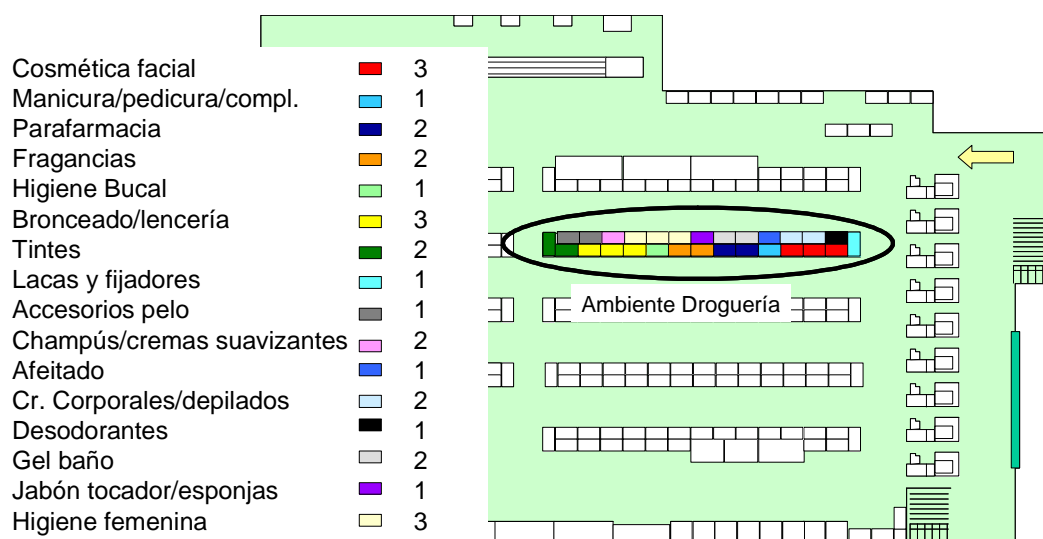 Cosmética facial 3
Manicura/pedicura/compl. 1
Parafarmacia 2
Fragancias 2
Higiene Bucal 1
Bronceado/lencería 3
Tintes 2
Lacas y fijadores 1
Accesorios pelo 1
Champús/cremas suavizantes 2
Afeitado 1
Cr. Corporales/depilados 2
Desodorantes 1
Gel baño 2
Jabón tocador/esponjas 1
Higiene femenina 3
Ambiente Droguería